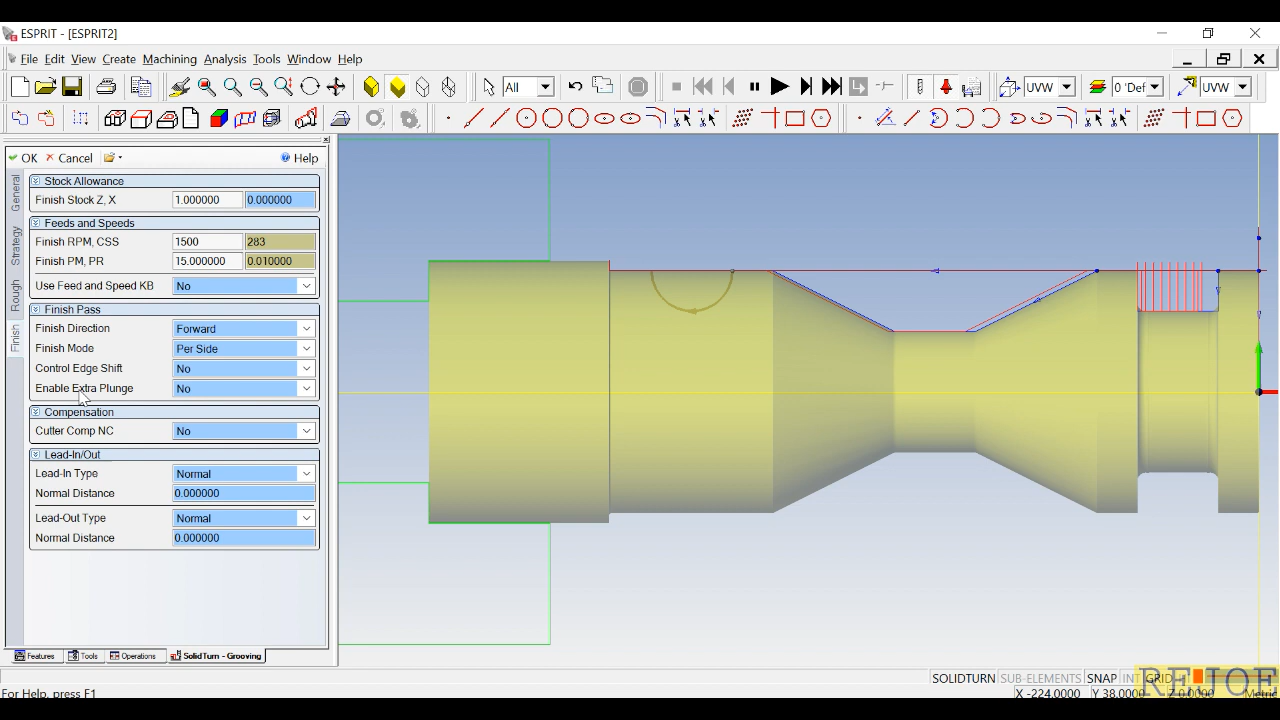 ESPRIT - [ESPRIT2]
File Edit View Create Machining Analysis Tools Window Help
All UVW 0 'Def UVW
OK Cancel Help
General
Strategy
Rough
Finish
Stock Allowance
Finish Stock Z, X 1.000000 0.000000
Feeds and Speeds
Finish RPM, CSS 1500 283
Finish PM, PR 15.000000 0.010000
Use Feed and Speed KB No
Finish Pass
Finish Direction Forward
Finish Mode Per Side
Control Edge Shift No
Enable Extra Plunge No
Compensation
Cutter Comp NC No
Lead-In/Out
Lead-In Type Normal
Normal Distance 0.000000
Lead-Out Type Normal
Normal Distance 0.000000
Features Tools Operations SolidTurn - Grooving
SOLIDTURN SUB-ELEMENTS SNAP INT GRID
For Help, press F1 X -224.0000 Y 38.0000 Z 0.0000 Metric